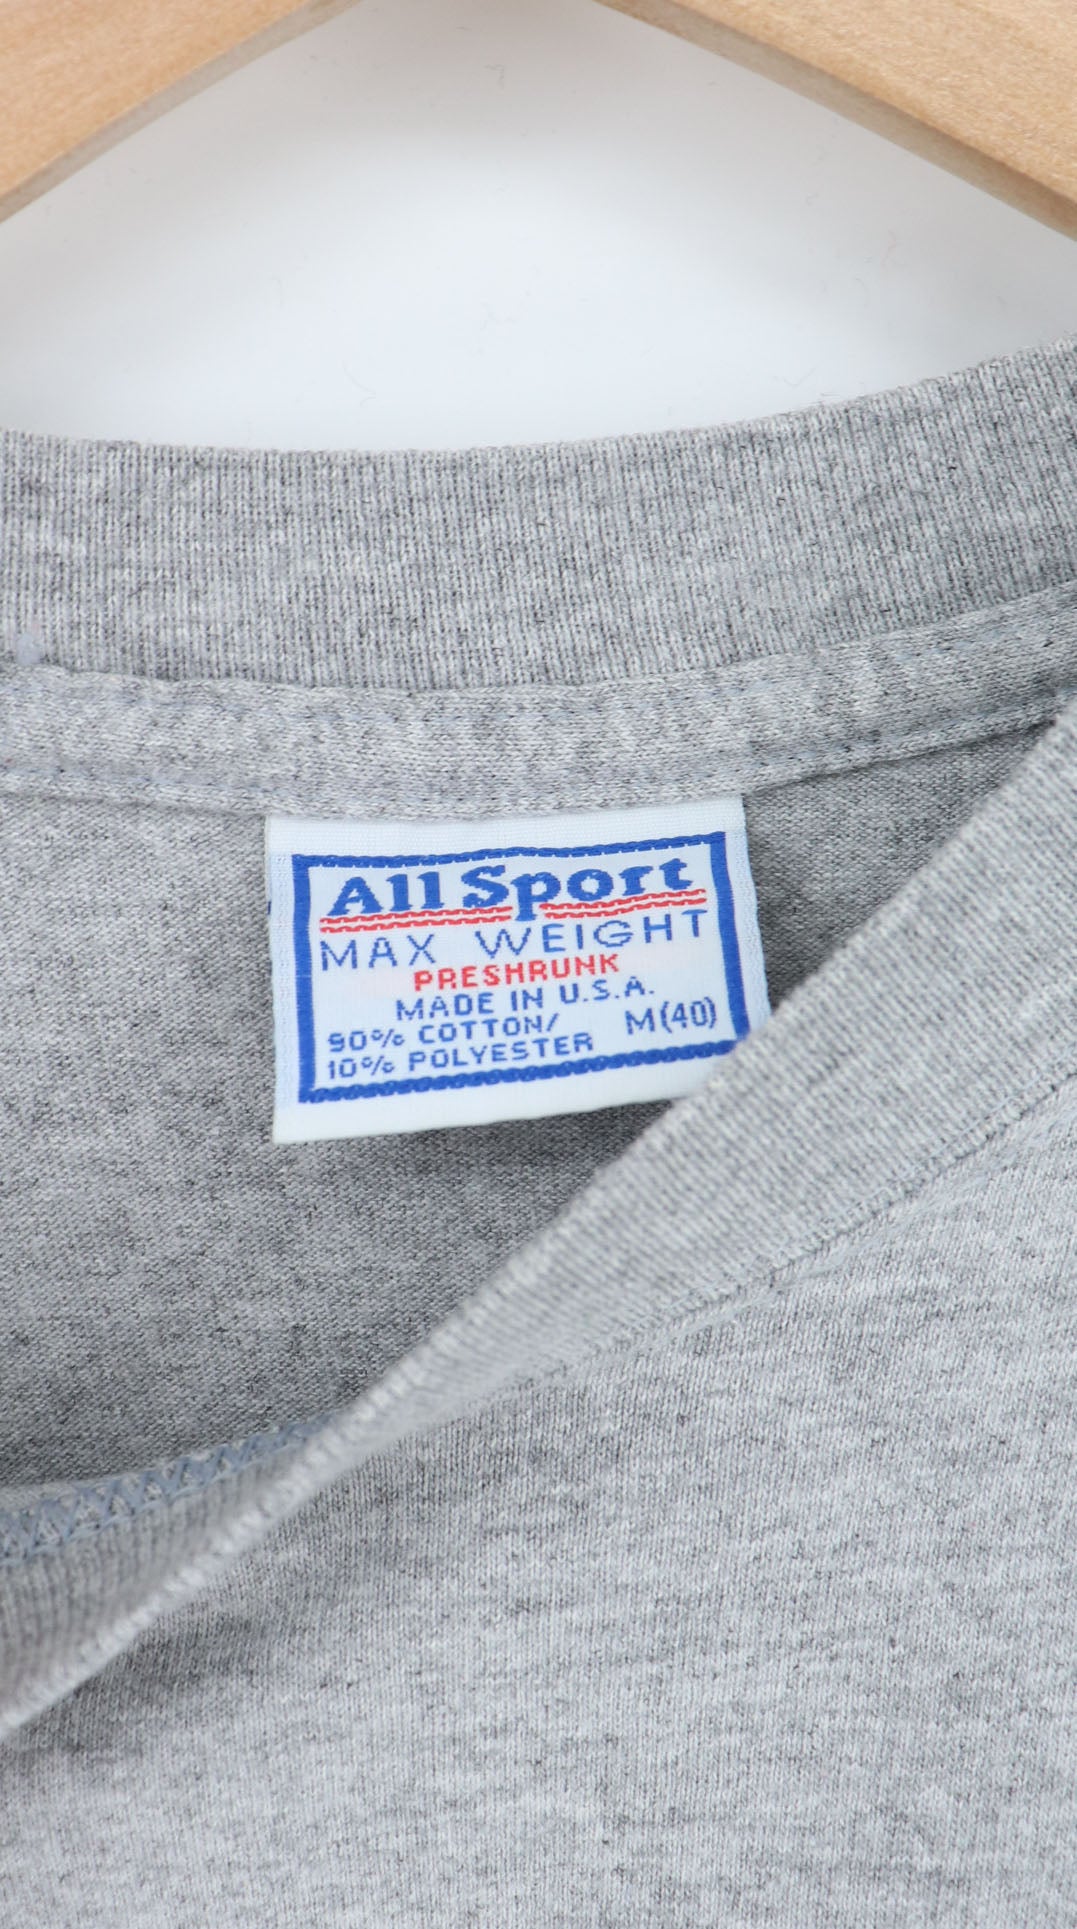 All Sport
MAX WEIGHT
PRESHRUNK
MADE IN U.S.A.
90% COTTON/
10% POLYESTER
M(40)